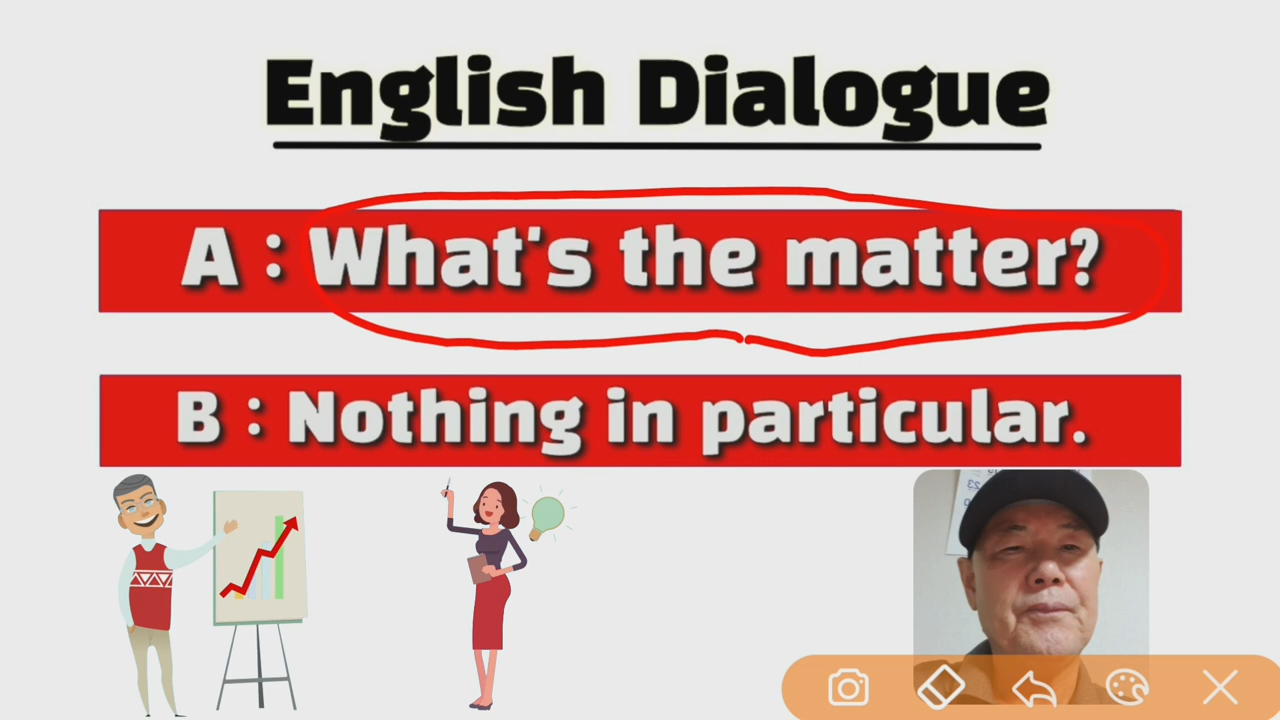 English Dialogue
A : What's the matter?
B : Nothing in particular.